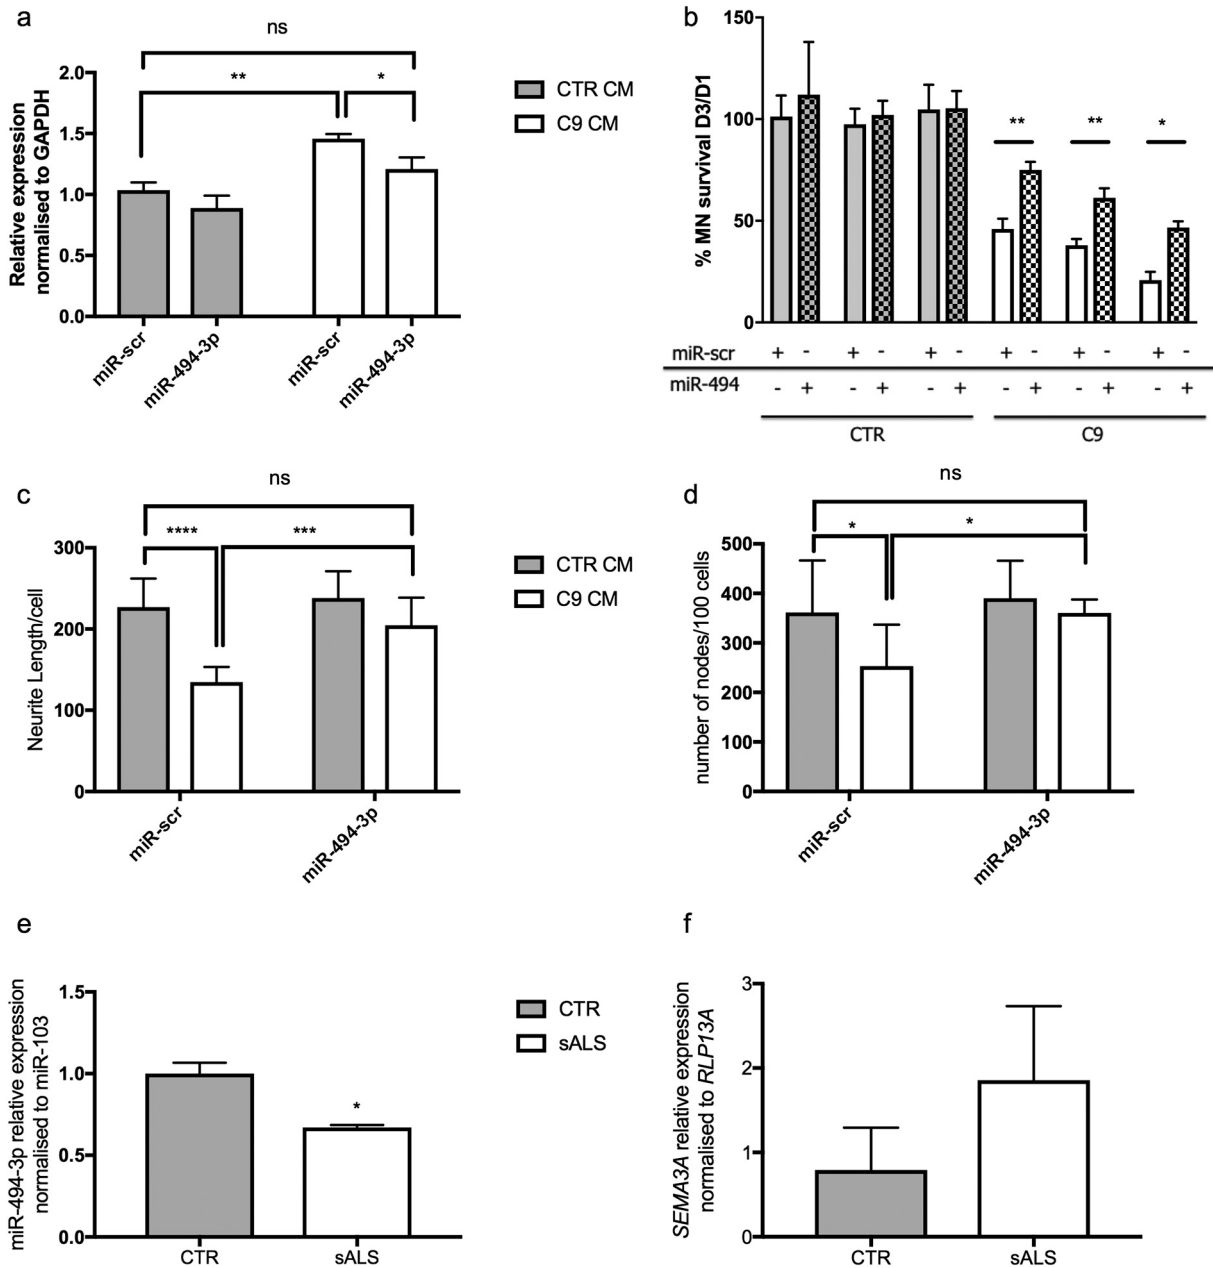 a
ns
**
*
2.0
1.5
1.0
0.5
0.0
Relative expression
normalised to GAPDH
miR-scr
miR-494-3p
miR-scr
miR-494-3p
CTR CM
C9 CM
b
150
100
50
0
% MN survival D3/D1
**
**
*
miR-scr + - + - + - + - + - + -
miR-494 - + - + - + - + - + - +
CTR
C9
c
ns
****
***
300
200
100
0
Neurite Length/cell
miR-scr
miR-494-3p
CTR CM
C9 CM
d
ns
*
*
500
400
300
200
100
0
number of nodes/100 cells
miR-scr
miR-494-3p
e
1.5
1.0
0.5
0.0
miR-494-3p relative expression
normalised to miR-103
*
CTR
sALS
CTR
sALS
f
3
2
1
0
SEMA3A relative expression
normalised to RLP13A
CTR
sALS